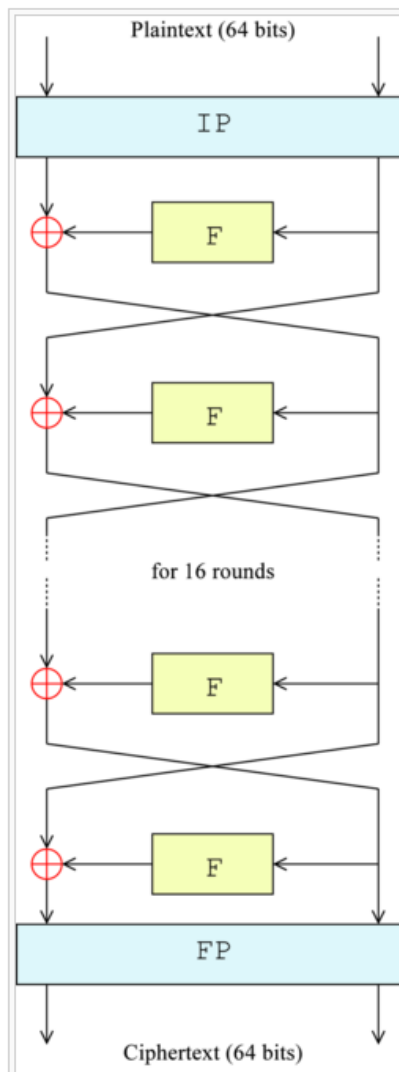 Plaintext (64 bits)
IP
F
F
for 16 rounds
F
F
FP
Ciphertext (64 bits)